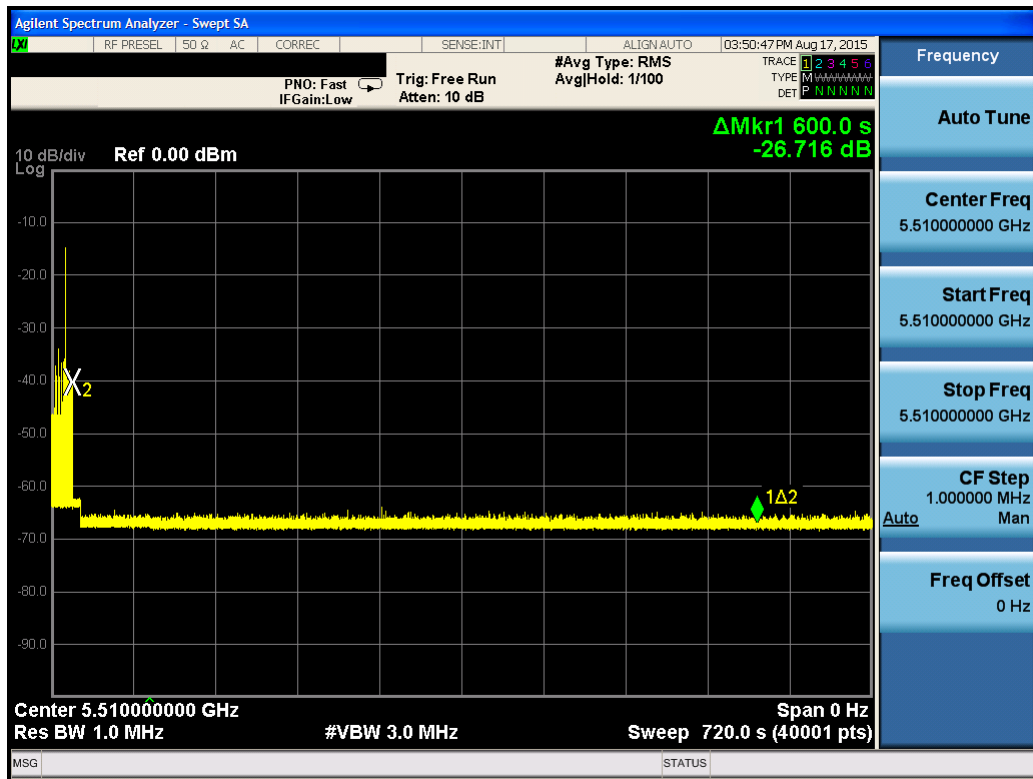 Agilent Spectrum Analyzer - Swept SA
LXI RF PRESEL 50 Ω AC CORREC SENSE:INT ALIGN AUTO 03:50:47 PM Aug 17, 2015
PNO: Fast
IFGain:Low
Trig: Free Run
Atten: 10 dB
#Avg Type: RMS
Avg|Hold: 1/100
TRACE 1 2 3 4 5 6
TYPE M
DET P N N N N N
ΔMkr1 600.0 s
-26.716 dB
10 dB/div Ref 0.00 dBm
Log
-10.0
-20.0
-30.0
-40.0
-50.0
-60.0
-70.0
-80.0
-90.0
2
1Δ2
Center 5.510000000 GHz Span 0 Hz
Res BW 1.0 MHz #VBW 3.0 MHz Sweep 720.0 s (40001 pts)
MSG STATUS
Frequency
Auto Tune
Center Freq
5.510000000 GHz
Start Freq
5.510000000 GHz
Stop Freq
5.510000000 GHz
CF Step
1.000000 MHz
Auto Man
Freq Offset
0 Hz